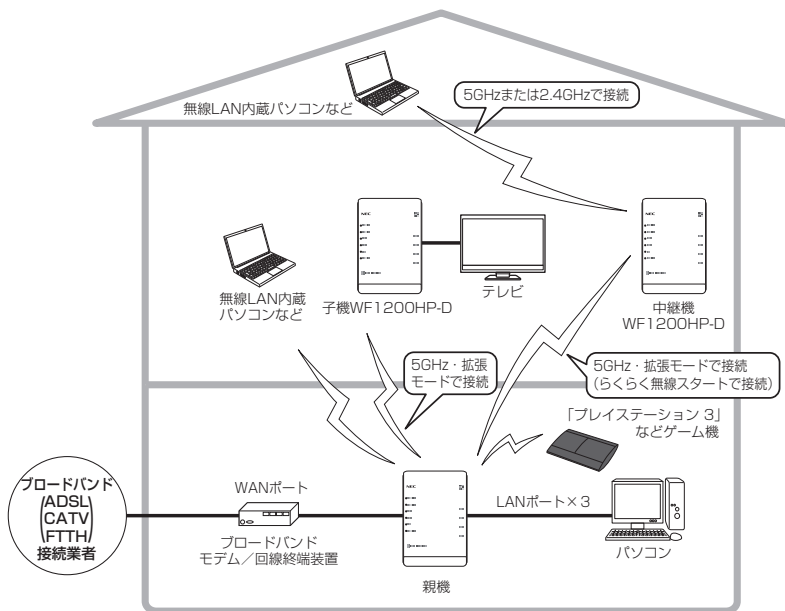 無線LAN内蔵パソコンなど
5GHzまたは2.4GHzで接続
NEC
NEC
無線LAN内蔵
パソコンなど
子機WF1200HP-D
テレビ
中継機
WF1200HP-D
5GHz・拡張
モードで接続
5GHz・拡張モードで接続
(らくらく無線スタートで接続)
「プレイステーション 3」
などゲーム機
ブロードバンド
(ADSL
CATV
FTTH)
接続業者
WANポート
ブロードバンド
モデム／回線終端装置
NEC
親機
LANポート×3
パソコン